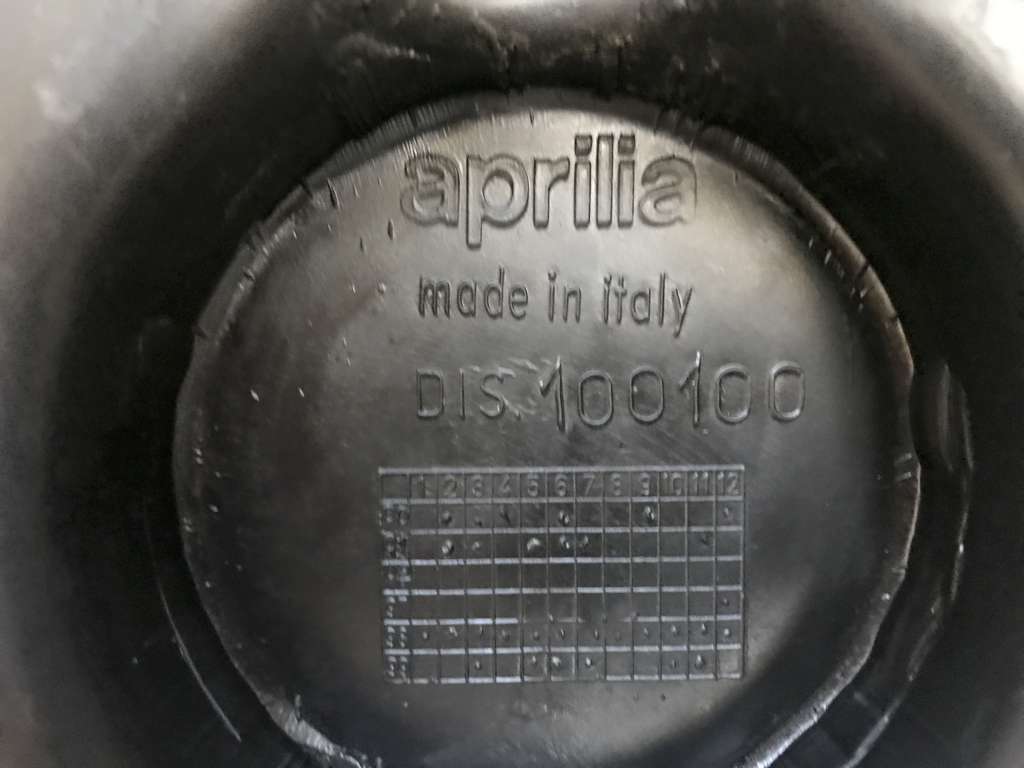 aprilia
made in italy
DIS. 100100
1 2 3 4 5 6 7 8 9 10 11 12